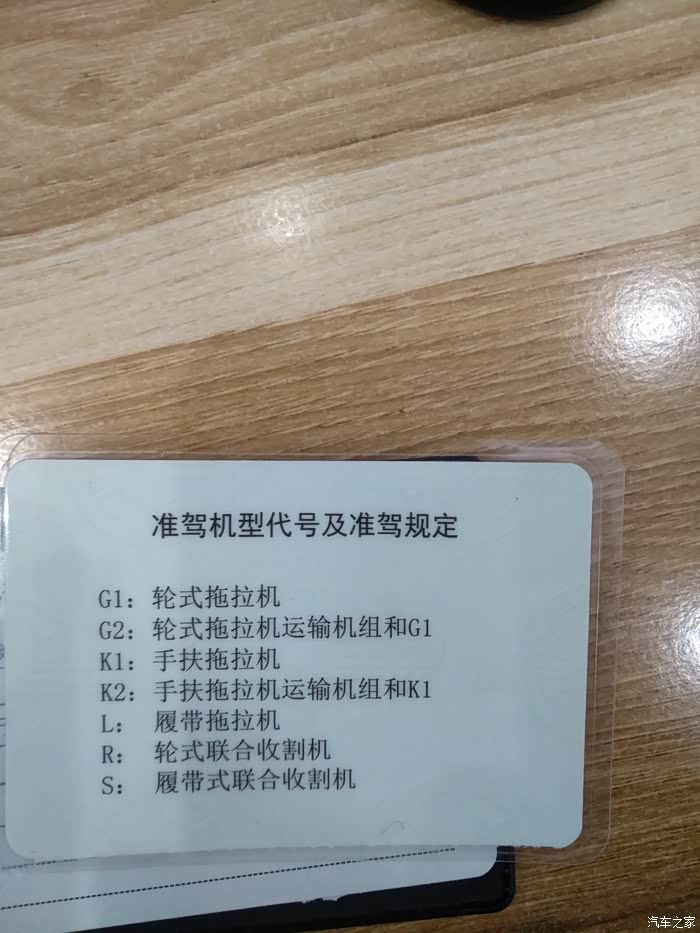 准驾机型代号及准驾规定
G1：轮式拖拉机
G2：轮式拖拉机运输机组和G1
K1：手扶拖拉机
K2：手扶拖拉机运输机组和K1
L： 履带拖拉机
R： 轮式联合收割机
S： 履带式联合收割机
汽车之家